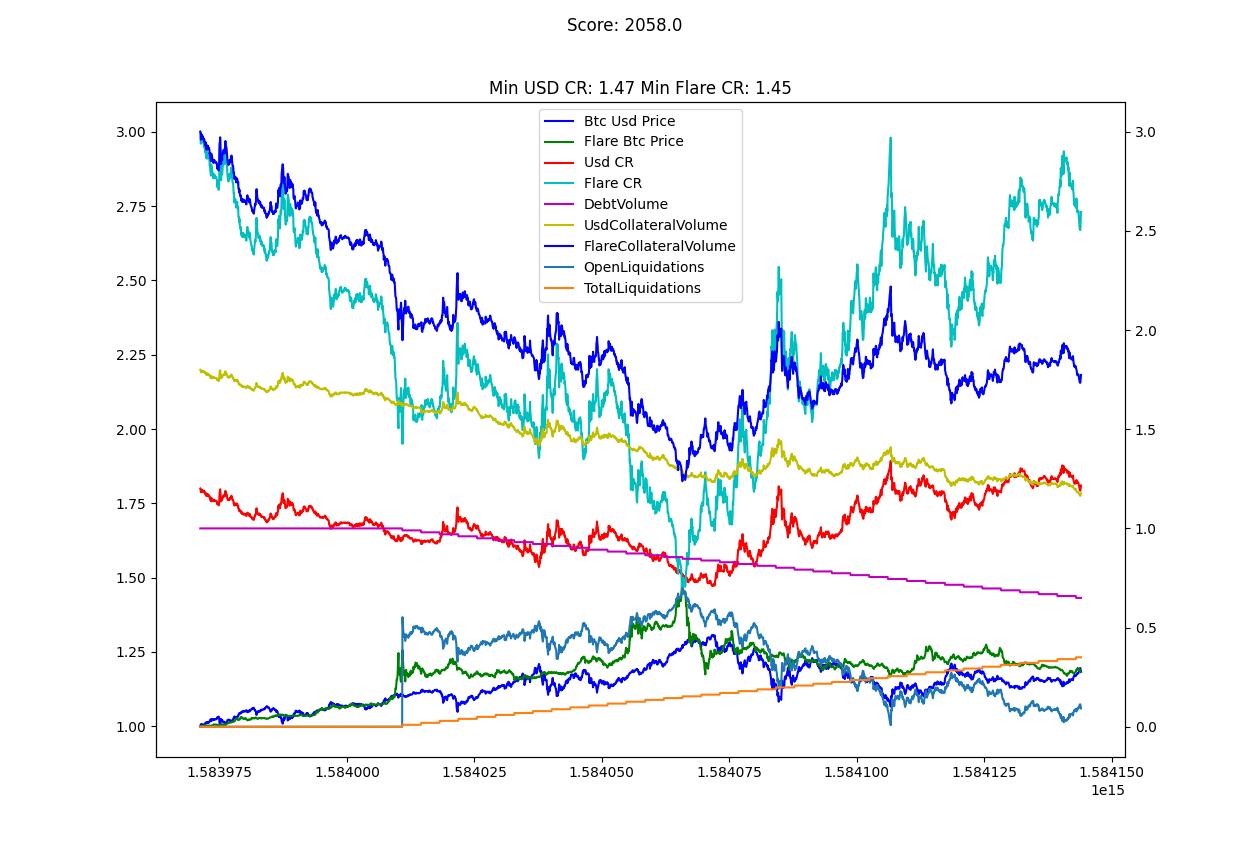 Score: 2058.0
Min USD CR: 1.47 Min Flare CR: 1.45
Btc Usd Price
Flare Btc Price
Usd CR
Flare CR
DebtVolume
UsdCollateralVolume
FlareCollateralVolume
OpenLiquidations
TotalLiquidations
3.00
2.75
2.50
2.25
2.00
1.75
1.50
1.25
1.00
3.0
2.5
2.0
1.5
1.0
0.5
0.0
1.583975
1.584000
1.584025
1.584050
1.584075
1.584100
1.584125
1.584150
1e15